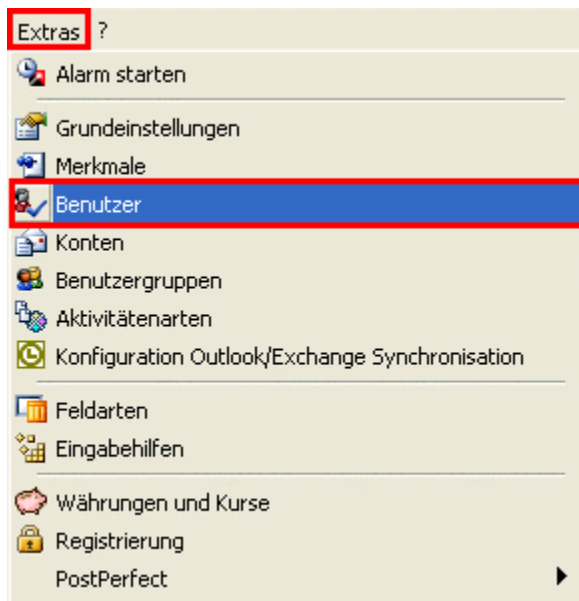 Extras ?
Alarm starten
Grundeinstellungen
Merkmale
Benutzer
Konten
Benutzergruppen
Aktivitätenarten
Konfiguration Outlook/Exchange Synchronisation
Feldarten
Eingabehilfen
Währungen und Kurse
Registrierung
PostPerfect